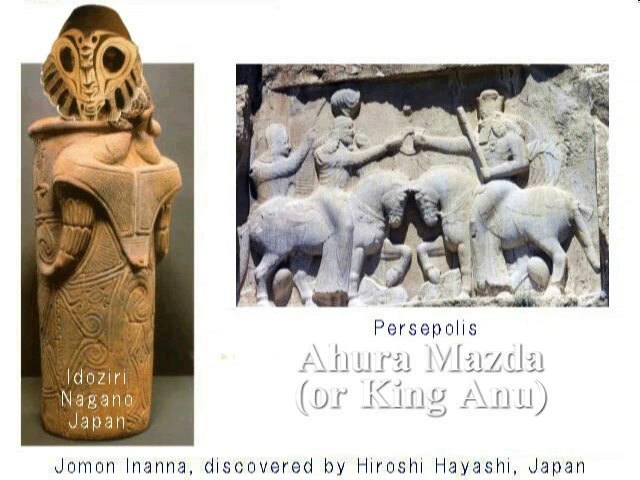 Persepolis
Ahura Mazda
(or King Anu)
Idoziri
Nagano
Japan
Jomon Inanna, discovered by Hiroshi Hayashi, Japan